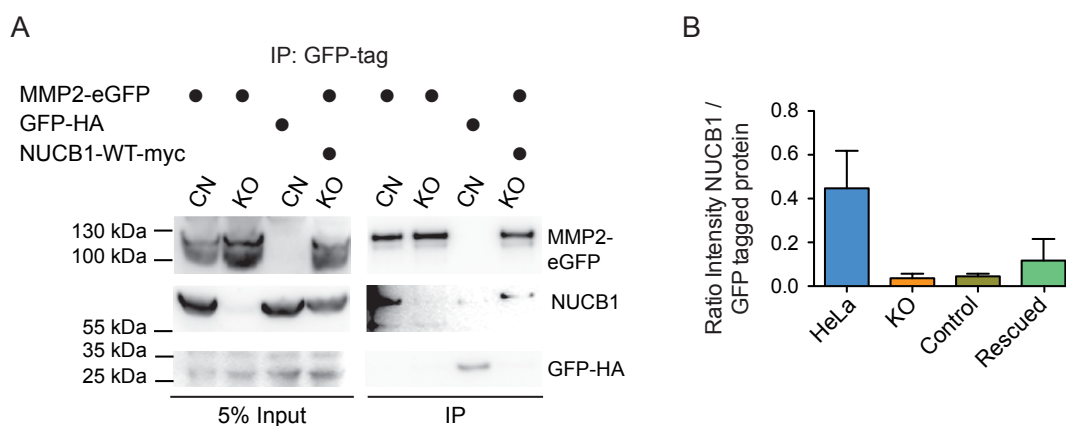 A
IP: GFP-tag
MMP2-eGFP
GFP-HA
NUCB1-WT-myc
CN KO CN KO CN KO CN KO
130 kDa
100 kDa
MMP2-
eGFP
NUCB1
55 kDa
35 kDa
25 kDa
GFP-HA
5% Input
IP
B
Ratio Intensity NUCB1 /
GFP tagged protein
0.8
0.6
0.4
0.2
0.0
HeLa
KO
Control
Rescued